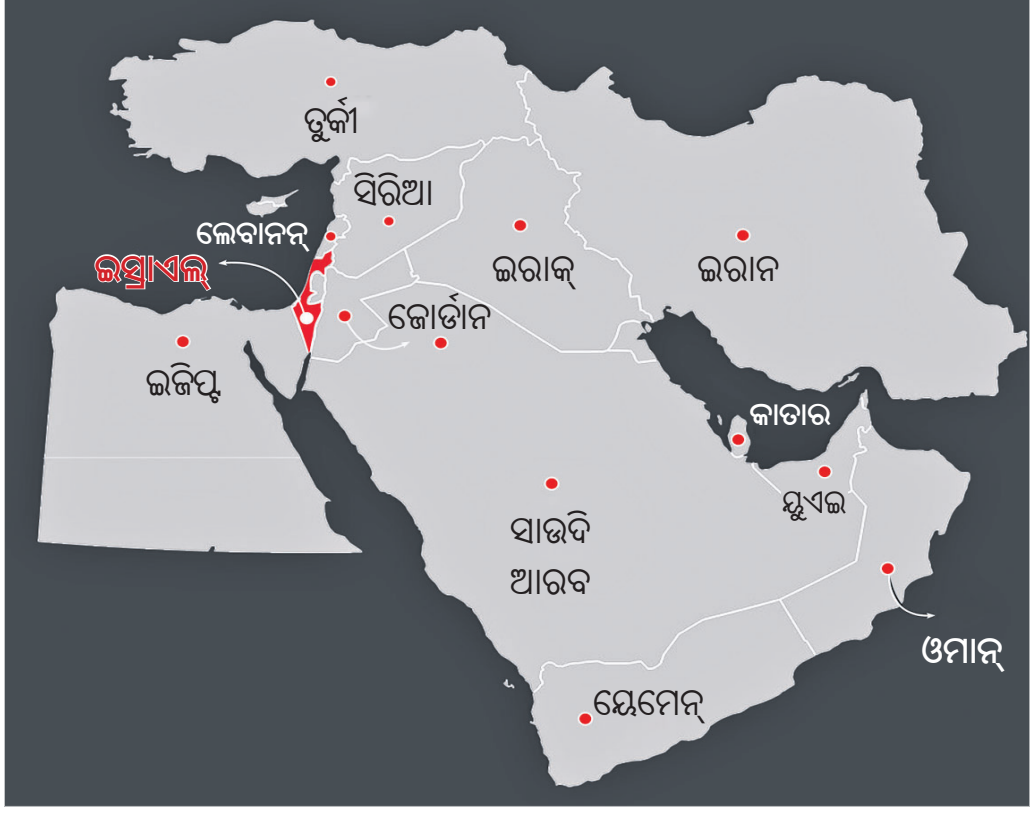 ତୁର୍କୀ
ସିରିଆ
ଲେବାନନ୍
ଇସ୍ରାଏଲ୍
ଇରାକ୍
ଇରାନ
ଜୋର୍ଡାନ
ଇଜିପ୍ଟ
କାତାର
ୟୁଏଇ
ସାଉଦି
ଆରବ
ଓମାନ୍
ୟେମେନ୍